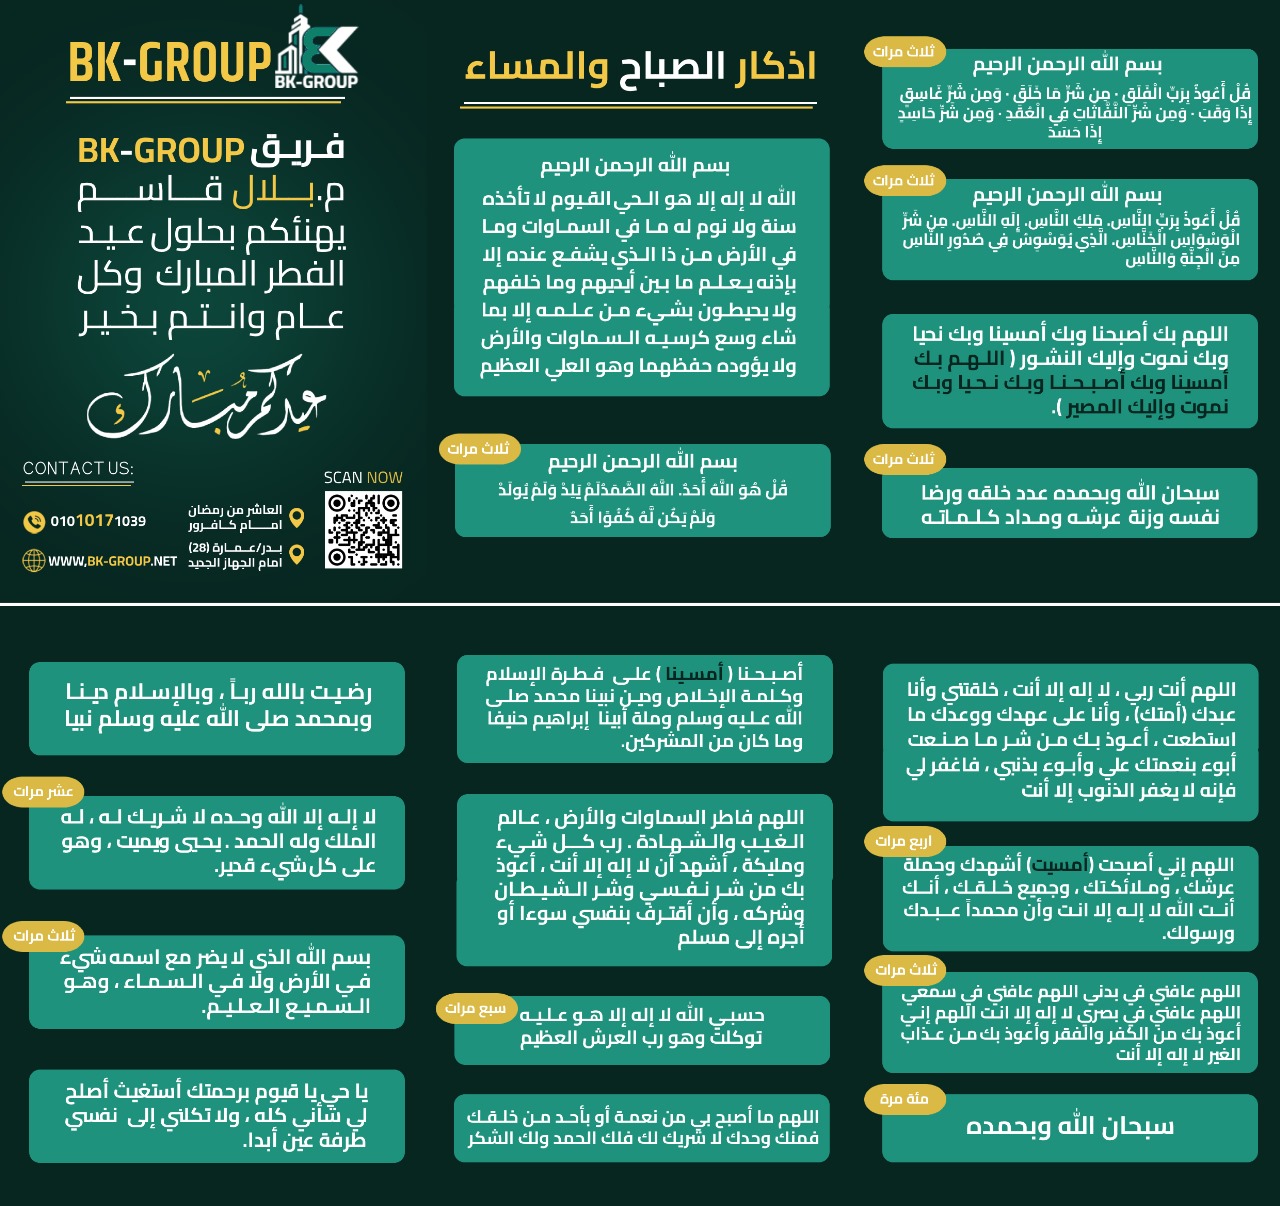 BK-GROUP
BK-GROUP
فريق BK-GROUP
م.بلال قاسم
يهنئكم بحلول عيد
الفطر المبارك وكل
عام وانتم بخير
عيدكم مبارك
CONTACT US:
SCAN NOW
01010171039
العاشر من رمضان
امام كافرور
WWW,BK-GROUP.NET
بدر/عمارة (28)
امام الجهاز الجديد
اذكار الصباح والمساء
بسم الله الرحمن الرحيم
الله لا إله إلا هو الحي القيوم لا تأخذه
سنة ولا نوم له ما في السماوات وما
في الأرض من ذا الذي يشفع عنده إلا
بإذنه يعلم ما بين أيديهم وما خلفهم
ولا يحيطون بشيء من علمه إلا بما
شاء وسع كرسيه السماوات والأرض
ولا يؤوده حفظهما وهو العلي العظيم
ثلاث مرات
بسم الله الرحمن الرحيم
قُلْ هُوَ اللَّهُ أَحَدٌ. اللَّهُ الصَّمَدُلَمْ يَلِدْ وَلَمْ يُولَدْ
وَلَمْ يَكُن لَّهُ كُفُوًا أَحَدٌ
ثلاث مرات
بسم الله الرحمن الرحيم
قُلْ أَعُوذُ بِرَبِّ الْفَلَقِ · مِن شَرِّ مَا خَلَقَ · وَمِن شَرِّ غَاسِقٍ
إِذَا وَقَبَ · وَمِن شَرِّ النَّفَّاثَاتِ فِي الْعُقَدِ · وَمِن شَرِّ حَاسِدٍ
إِذَا حَسَدَ
ثلاث مرات
بسم الله الرحمن الرحيم
قُلْ أَعُوذُ بِرَبِّ النَّاسِ. مَلِكِ النَّاسِ. إِلَهِ النَّاسِ. مِن شَرِّ
الْوَسْوَاسِ الْخَنَّاسِ. الَّذِي يُوَسْوِسُ فِي صُدُورِ النَّاسِ
مِنَ الْجِنَّةِ وَالنَّاسِ
اللهم بك أصبحنا وبك أمسينا وبك نحيا
وبك نموت وإليك النشور ( اللهم بك
أمسينا وبك أصبحنا وبك نحيا وبك
نموت وإليك المصير ).
ثلاث مرات
سبحان الله وبحمده عدد خلقه ورضا
نفسه وزنة عرشه ومداد كلماته
رضيت بالله رباً ، وبالإسلام دينا
وبمحمد صلى الله عليه وسلم نبيا
عشر مرات
لا إله إلا الله وحده لا شريك له ، له
الملك وله الحمد . يحيى ويميت ، وهو
على كل شيء قدير.
ثلاث مرات
بسم الله الذي لا يضر مع اسمه شيء
في الأرض ولا في السماء ، وهو
السميع العليم.
يا حي يا قيوم برحمتك أستغيث أصلح
لي شأني كله ، ولا تكلني إلى نفسي
طرفة عين أبدا.
أصبحنا ( أمسينا ) على فطرة الإسلام
وكلمة الإخلاص ودين نبينا محمد صلى
الله عليه وسلم وملة أبينا إبراهيم حنيفا
وما كان من المشركين.
اللهم فاطر السماوات والأرض ، عالم
الغيب والشهادة . رب كل شيء
ومليكة ، أشهد أن لا إله إلا أنت ، أعوذ
بك من شر نفسي وشر الشيطان
وشركه ، وأن أقترف بنفسي سوءا أو
أجره إلى مسلم
سبع مرات
حسبي الله لا إله إلا هو عليه
توكلت وهو رب العرش العظيم
اللهم ما أصبح بي من نعمة أو بأحد من خلقك
فمنك وحدك لا شريك لك فلك الحمد ولك الشكر
اللهم أنت ربي ، لا إله إلا أنت ، خلقتني وأنا
عبدك (أمتك) ، وأنا على عهدك ووعدك ما
استطعت ، أعوذ بك من شر ما صنعت
أبوء بنعمتك علي وأبوء بذنبي ، فاغفر لي
فإنه لا يغفر الذنوب إلا أنت
اربع مرات
اللهم إني أصبحت (أمسيت) أشهدك وحملة
عرشك ، وملائكتك ، وجميع خلقك ، أنك
أنت الله لا إله إلا انت وأن محمداً عبدك
ورسولك.
ثلاث مرات
اللهم عافني في بدني اللهم عافني في سمعي
اللهم عافني في بصري لا إله إلا انت اللهم إني
أعوذ بك من الكفر والفقر وأعوذ بك من عذاب
الغير لا إله إلا أنت
مئة مرة
سبحان الله وبحمده